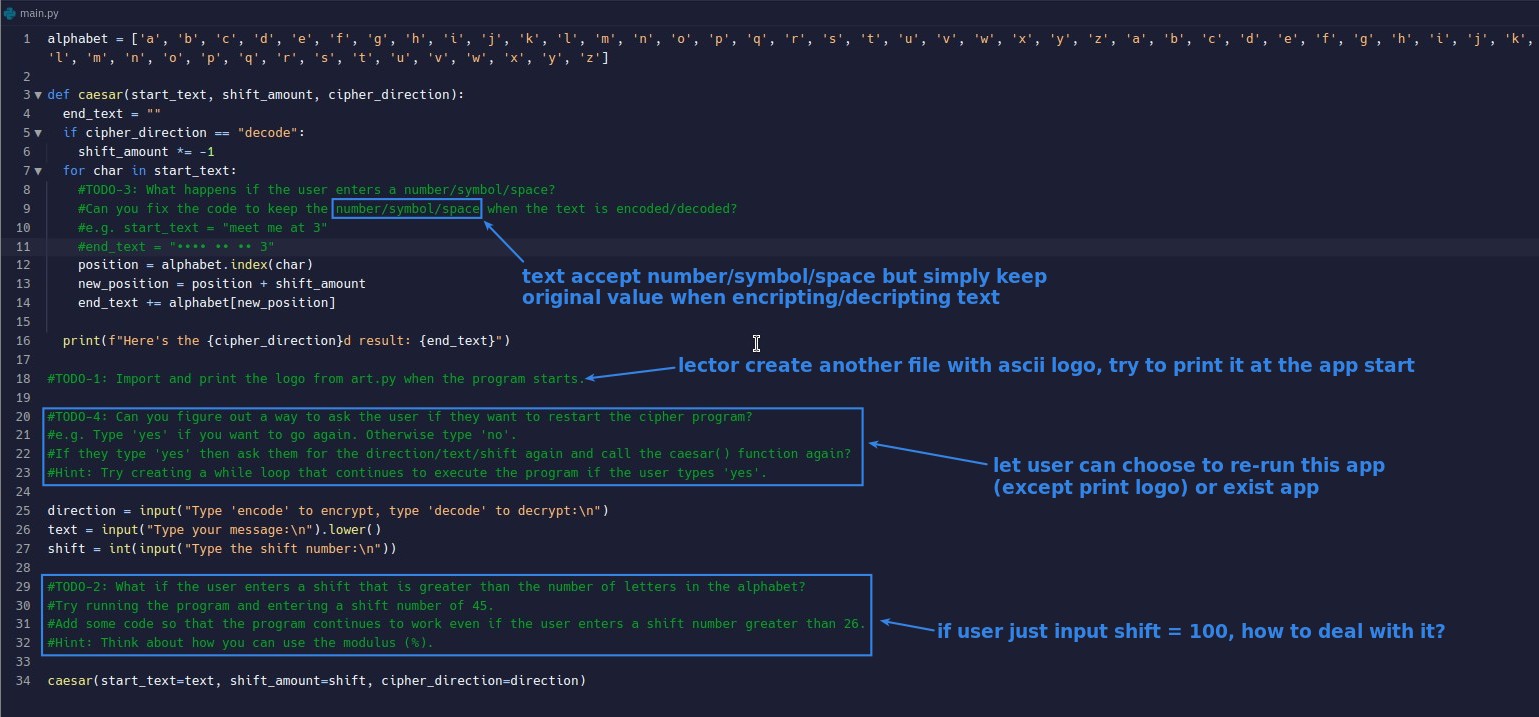 main.py
1 alphabet = ['a', 'b', 'c', 'd', 'e', 'f', 'g', 'h', 'i', 'j', 'k', 'l', 'm', 'n', 'o', 'p', 'q', 'r', 's', 't', 'u', 'v', 'w', 'x', 'y', 'z', 'a', 'b', 'c', 'd', 'e', 'f', 'g', 'h', 'i', 'j', 'k',
'l', 'm', 'n', 'o', 'p', 'q', 'r', 's', 't', 'u', 'v', 'w', 'x', 'y', 'z']
2
3 def caesar(start_text, shift_amount, cipher_direction):
4 end_text = ""
5 if cipher_direction == "decode":
6 shift_amount *= -1
7 for char in start_text:
8 #TODO-3: What happens if the user enters a number/symbol/space?
9 #Can you fix the code to keep the number/symbol/space when the text is encoded/decoded?
10 #e.g. start_text = "meet me at 3"
11 #end_text = "•••• •• •• 3"
12 position = alphabet.index(char)
text accept number/symbol/space but simply keep
13 new_position = position + shift_amount
original value when encripting/decripting text
14 end_text += alphabet[new_position]
15
16 print(f"Here's the {cipher_direction}d result: {end_text}")
17
lector create another file with ascii logo, try to print it at the app start
18 #TODO-1: Import and print the logo from art.py when the program starts.
19
20 #TODO-4: Can you figure out a way to ask the user if they want to restart the cipher program?
21 #e.g. Type 'yes' if you want to go again. Otherwise type 'no'.
22 #If they type 'yes' then ask them for the direction/text/shift again and call the caesar() function again?
23 #Hint: Try creating a while loop that continues to execute the program if the user types 'yes'.
let user can choose to re-run this app
(except print logo) or exist app
24
25 direction = input("Type 'encode' to encrypt, type 'decode' to decrypt:\n")
26 text = input("Type your message:\n").lower()
27 shift = int(input("Type the shift number:\n"))
28
29 #TODO-2: What if the user enters a shift that is greater than the number of letters in the alphabet?
30 #Try running the program and entering a shift number of 45.
31 #Add some code so that the program continues to work even if the user enters a shift number greater than 26.
32 #Hint: Think about how you can use the modulus (%).
if user just input shift = 100, how to deal with it?
33
34 caesar(start_text=text, shift_amount=shift, cipher_direction=direction)